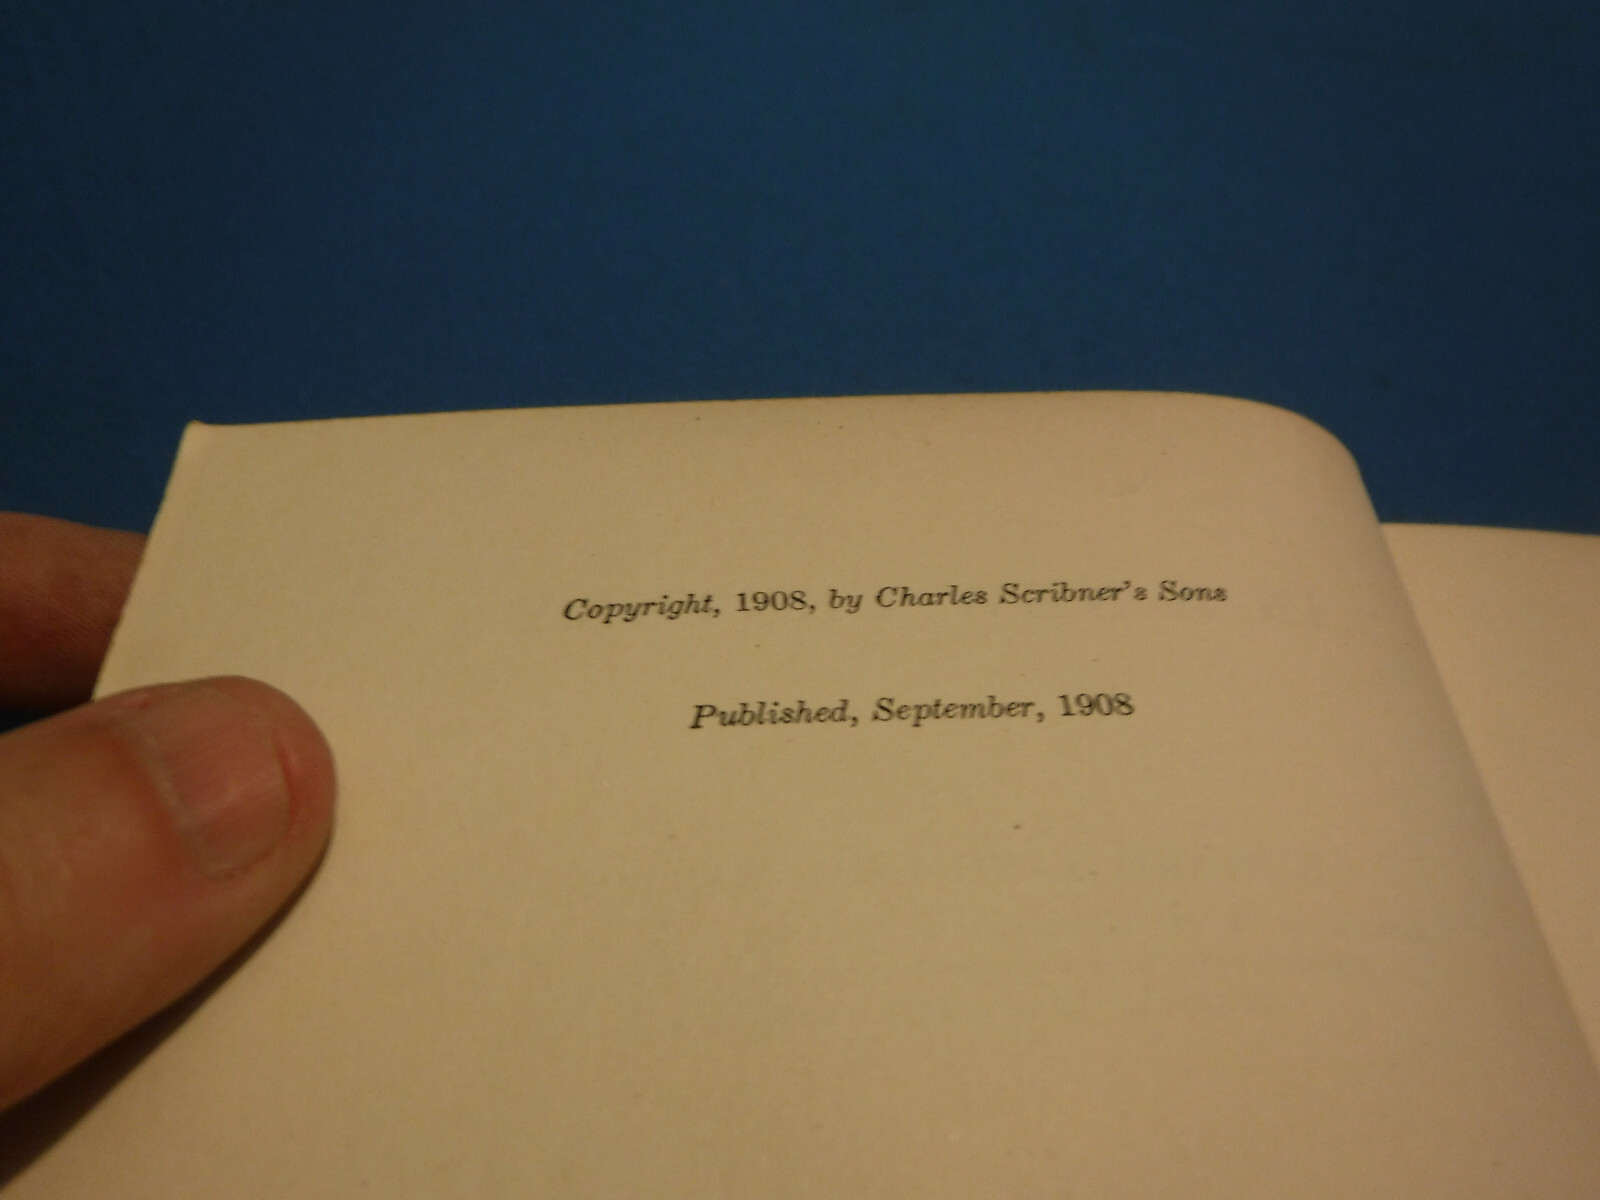 Copyright, 1908, by Charles Scribner's Sons
Published, September, 1908